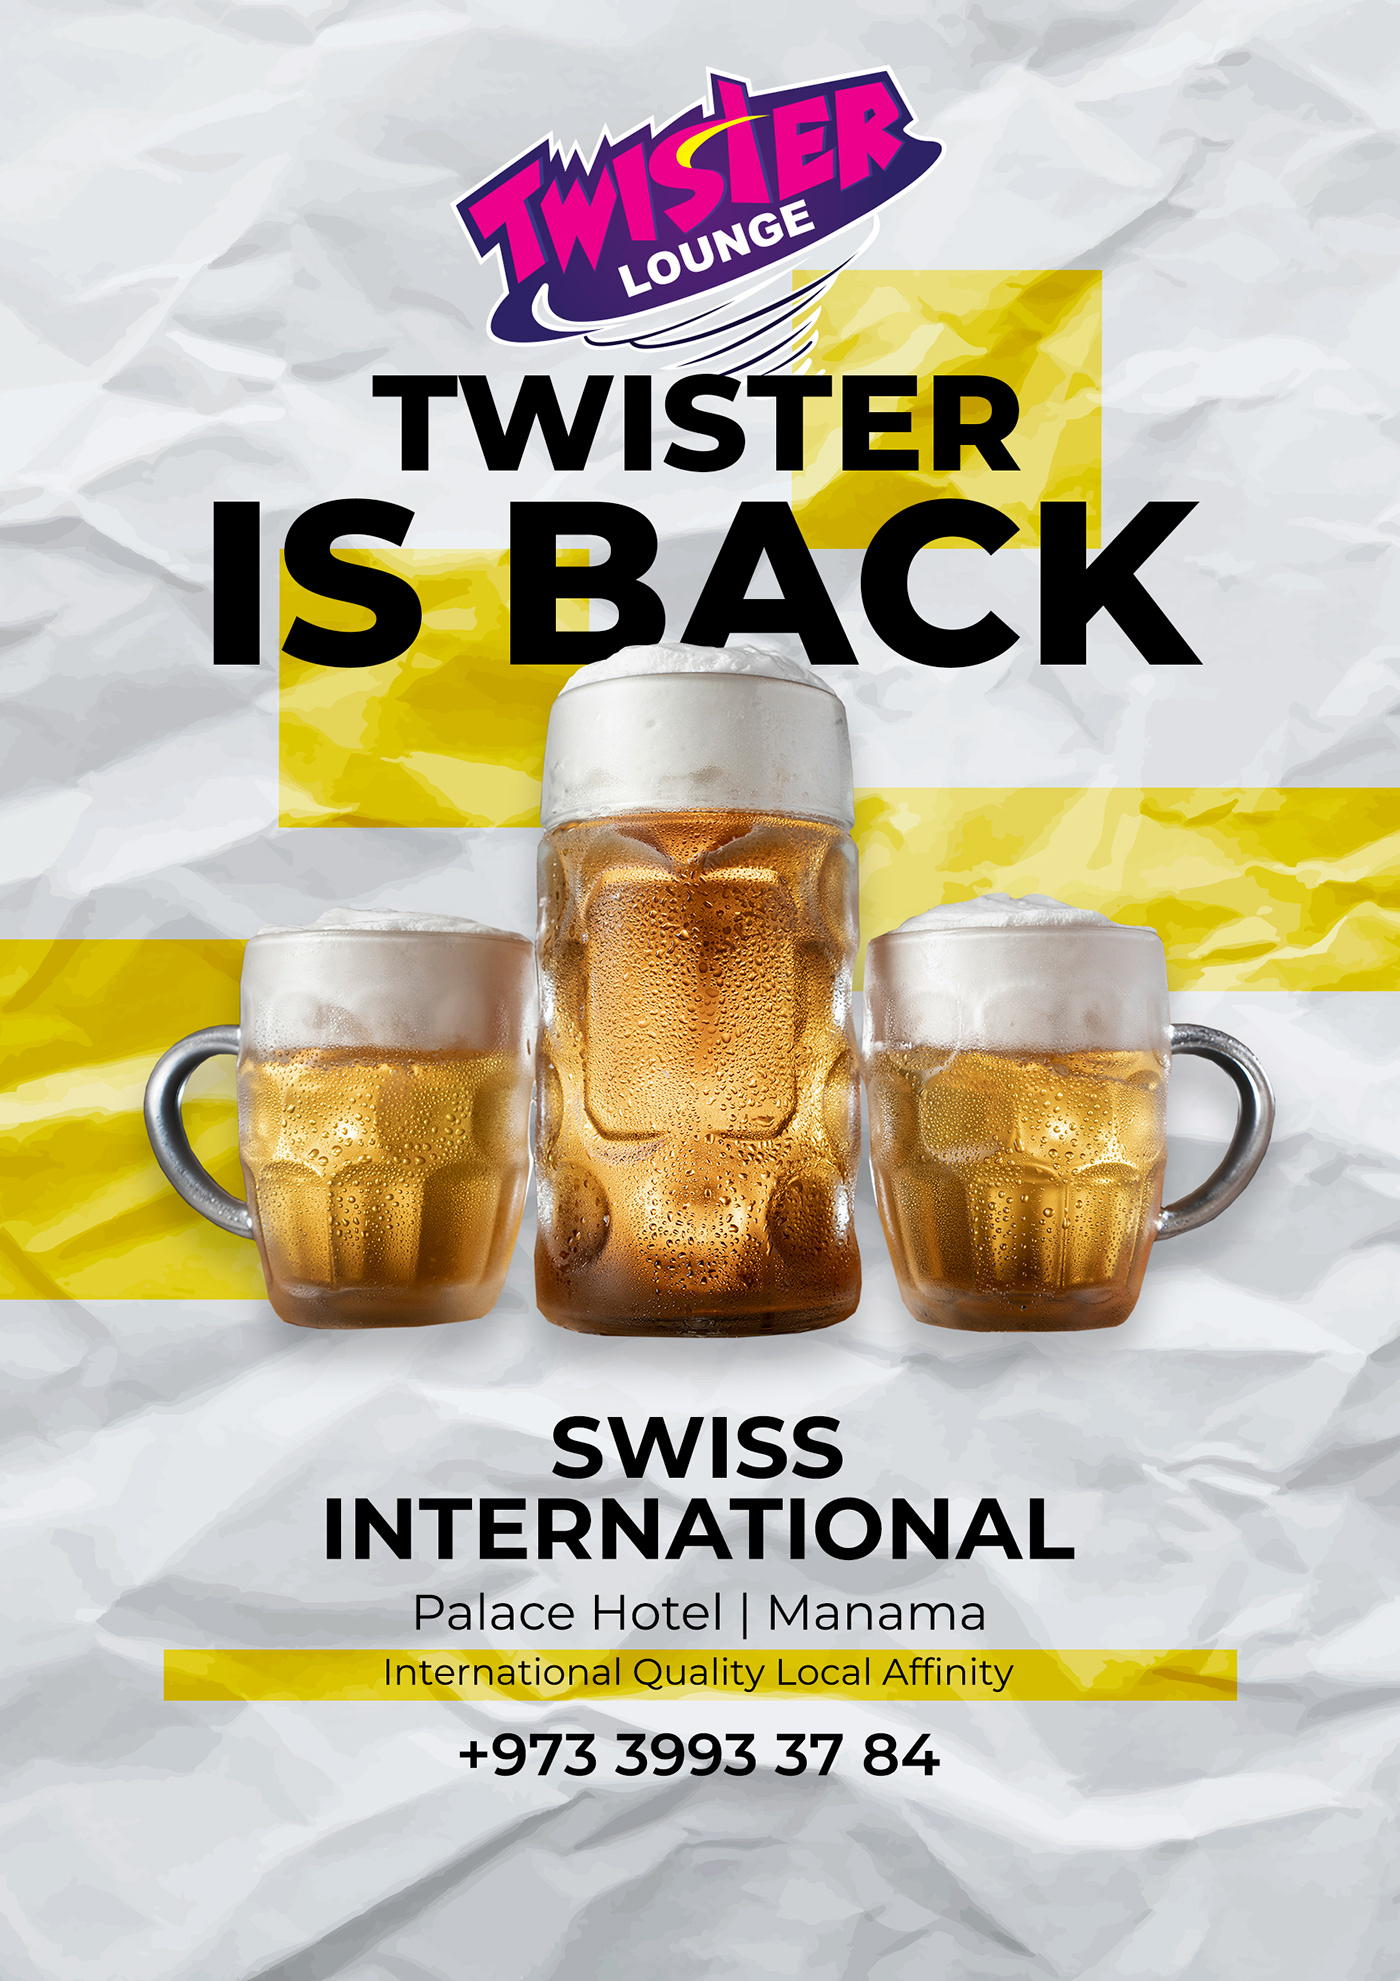 TWISTER
LOUNGE
TWISTER
IS BACK
SWISS
INTERNATIONAL
Palace Hotel | Manama
International Quality Local Affinity
+973 3993 37 84